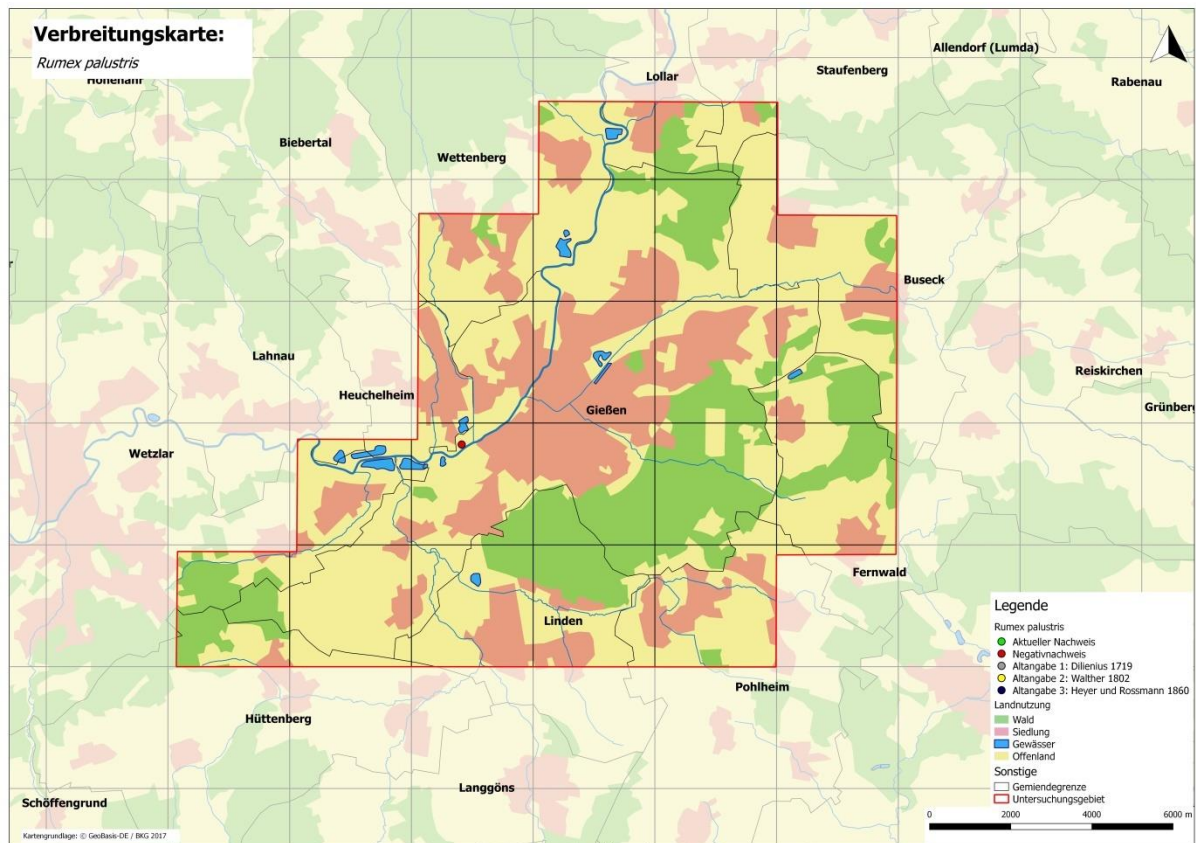 Verbreitungskarte:
Rumex palustris
Hohenahr
Lollar
Allendorf (Lumda)
Staufenberg
Rabenau
Biebertal
Wettenberg
Buseck
Lahnau
Heuchelheim
Reiskirchen
Gießen
Grünberg
Wetzlar
Fernwald
Linden
Pohlheim
Hüttenberg
Langgöns
Schöffengrund
Legende
Rumex palustris
Aktueller Nachweis
Negativnachweis
Altangabe 1: Dilienius 1719
Altangabe 2: Walther 1802
Altangabe 3: Heyer und Rossmann 1860
Landnutzung
Wald
Siedlung
Gewässer
Offenland
Sonstige
Gemiendegrenze
Untersuchungsgebiet
0 2000 4000 6000 m
Kartengrundlage: © GeoBasis-DE / BKG 2017